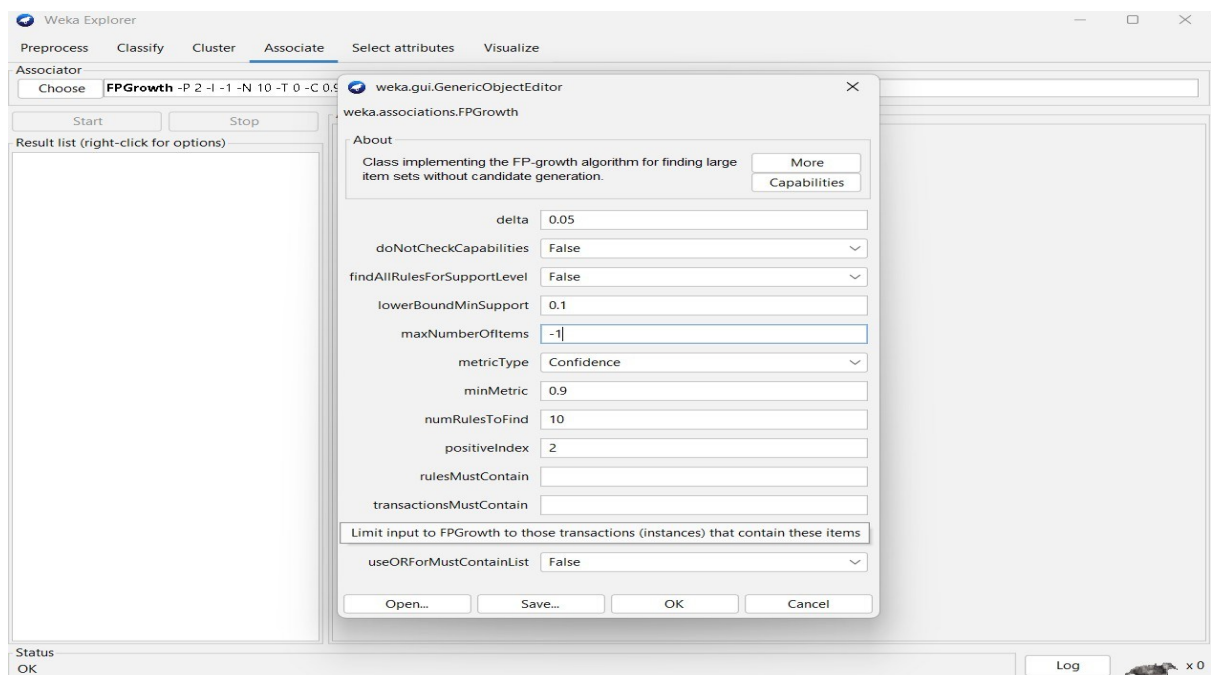 Weka Explorer
Preprocess Classify Cluster Associate Select attributes Visualize
Associator
Choose FPGrowth -P 2 -I -1 -N 10 -T 0 -C 0.9
Start Stop
Result list (right-click for options)
weka.gui.GenericObjectEditor
weka.associations.FPGrowth
About
Class implementing the FP-growth algorithm for finding large
item sets without candidate generation.
More
Capabilities
delta 0.05
doNotCheckCapabilities False
findAllRulesForSupportLevel False
lowerBoundMinSupport 0.1
maxNumberOfItems -1
metricType Confidence
minMetric 0.9
numRulesToFind 10
positiveIndex 2
rulesMustContain
transactionsMustContain
Limit input to FPGrowth to those transactions (instances) that contain these items
useORForMustContainList False
Open... Save... OK Cancel
Status
OK
Log x 0